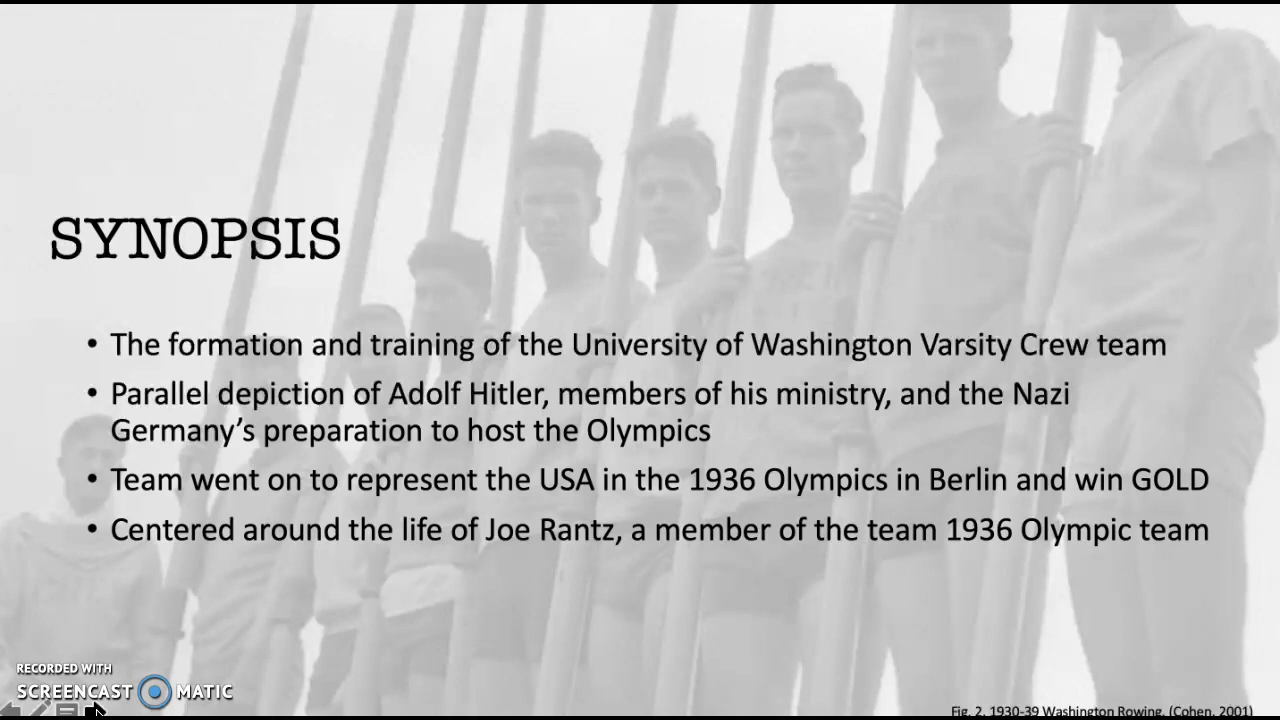 SYNOPSIS
• The formation and training of the University of Washington Varsity Crew team
• Parallel depiction of Adolf Hitler, members of his ministry, and the Nazi
Germany’s preparation to host the Olympics
• Team went on to represent the USA in the 1936 Olympics in Berlin and win GOLD
• Centered around the life of Joe Rantz, a member of the team 1936 Olympic team
RECORDED WITH
SCREENCAST MATIC
Fig. 2. 1930-39 Washington Rowing. (Cohen, 2001)